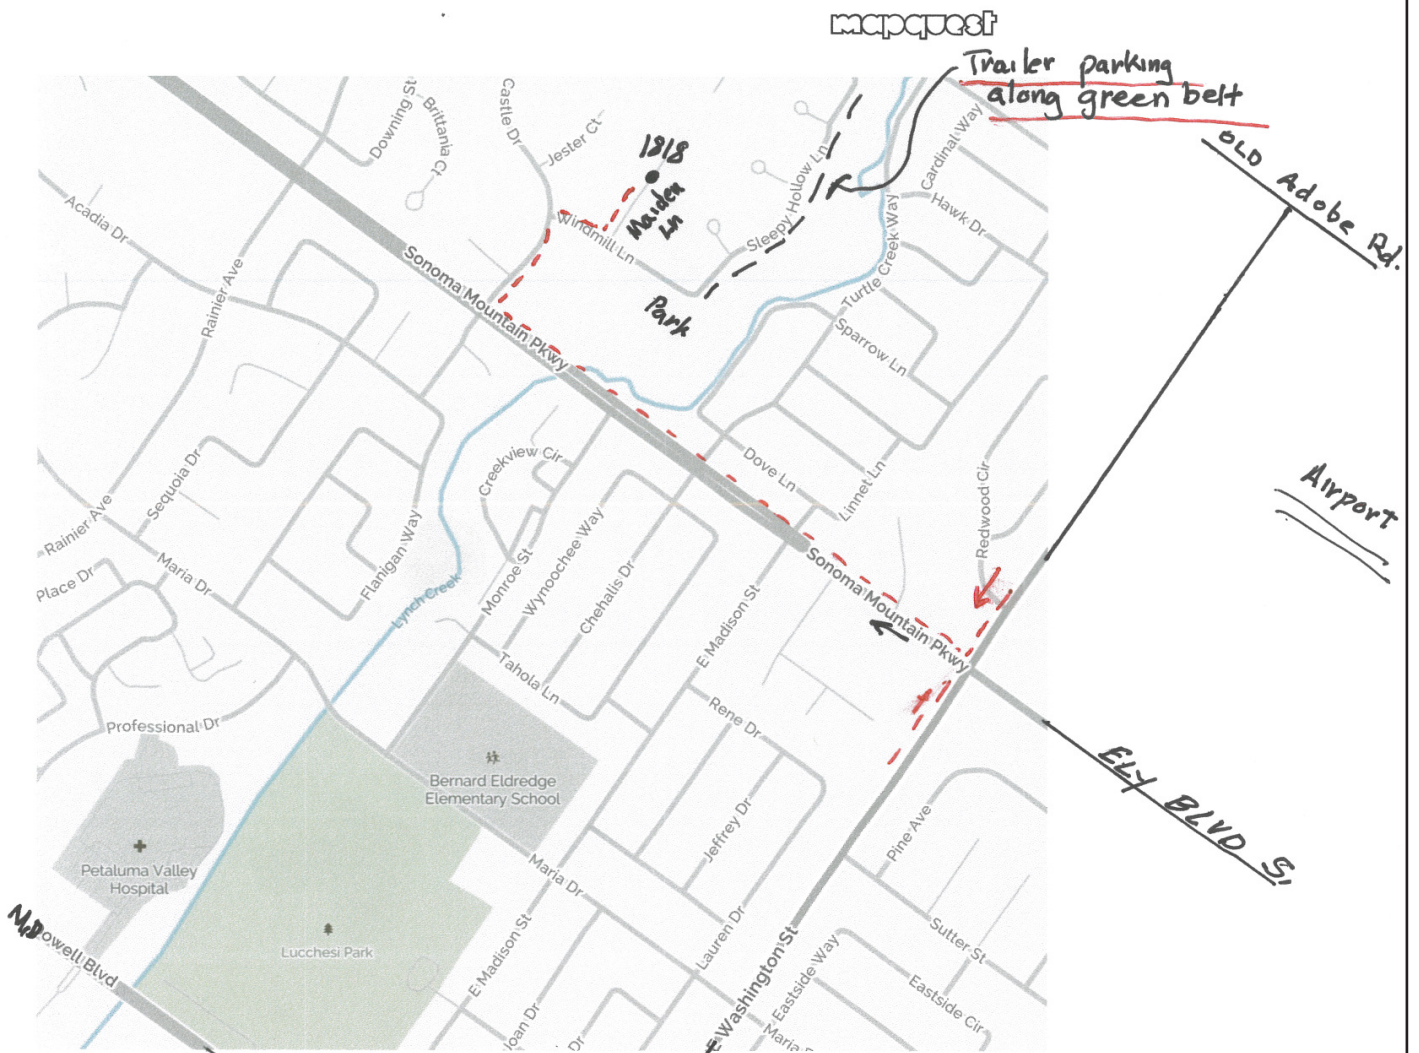 mapquest
Trailer parking
along green belt
OLD Adobe Rd.
Downing St
Brittania Ct
Castle Dr
Jester Ct
1818
Maiden
Ln
Sleepy Hollow Ln
Cardinal Way
Hawk Dr
Acadia Dr
Windmill Ln
Turtle Creek Way
Sonoma Mountain Pkwy
Rainier Ave
Park
Sparrow Ln
Airport
Creekview Cir
Dove Ln
Linnet Ln
Redwood Cir
Sequoia Dr
Rainier Ave
Place Dr
Maria Dr
Flanigan Way
Lynch Creek
Monroe St
Wynoochee Way
Chehalis Dr
E Madison St
Sonoma Mountain Pkwy
Tahola Ln
Rene Dr
Professional Dr
ELY BLVD S.
Bernard Eldredge
Elementary School
Jeffrey Dr
Pine Ave
Petaluma Valley
Hospital
Maria Dr
McDowell Blvd
Lucchesi Park
E Madison St
Lauren Dr
Sutter St
E Washington St
Eastside Way
Eastside Cir
Joan Dr
Dr
Maria D